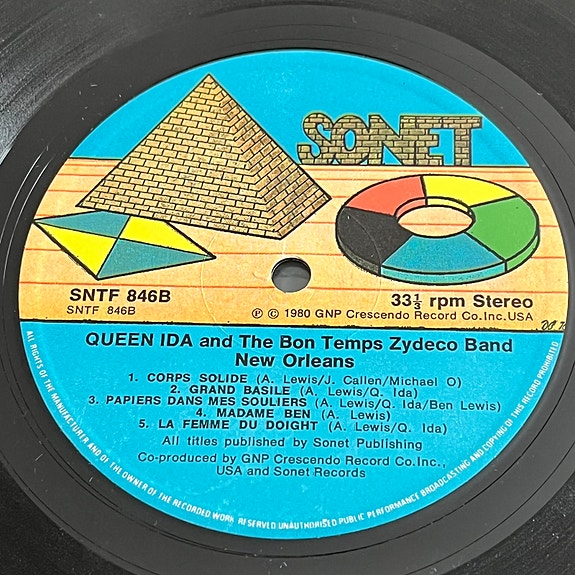 SONET
SNTF 846B
SNTF 846B
33⅓ rpm Stereo
℗ © 1980 GNP Crescendo Record Co.Inc.USA
QUEEN IDA and The Bon Temps Zydeco Band
New Orleans
1. CORPS SOLIDE (A. Lewis/J. Callen/Michael O)
2. GRAND BASILE (A. Lewis/Q. Ida)
3. PAPIERS DANS MES SOULIERS (A. Lewis/Q. Ida/Ben Lewis)
4. MADAME BEN (A. Lewis)
5. LA FEMME DU DOIGHT (A. Lewis/Q. Ida)
All titles published by Sonet Publishing
Co-produced by GNP Crescendo Record Co.Inc.,
USA and Sonet Records
ALL RIGHTS OF THE MANUFACTURER AND OF THE OWNER OF THE RECORDED WORK RESERVED UNAUTHORISED PUBLIC PERFORMANCE BROADCASTING AND COPYING OF THIS RECORD PROHIBITED